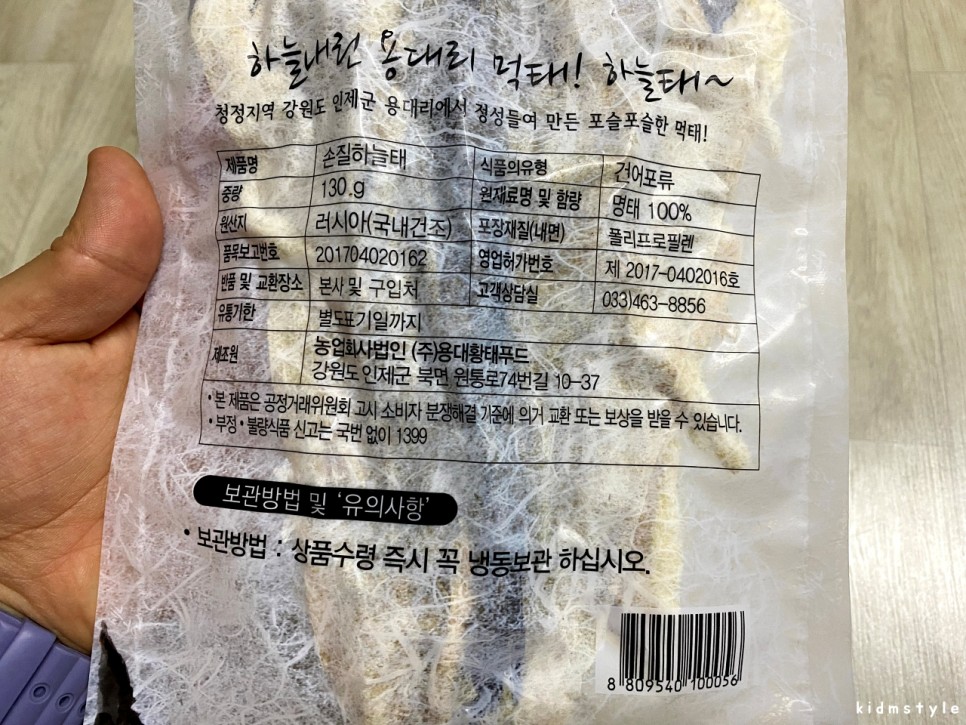 하늘내린 용대리 먹태! 하늘태~
청정지역 강원도 인제군 용대리에서 정성들여 만든 포슬포슬한 먹태!
제품명 손질하늘태 식품의유형 건어포류
중량 130.g 원재료명 및 함량 명태 100%
원산지 러시아(국내건조) 포장재질(내면) 폴리프로필렌
품목보고번호 201704020162 영업허가번호 제 2017-0402016호
반품 및 교환장소 본사 및 구입처 고객상담실 033)463-8856
유통기한 별도표기일까지
제조원 농업회사법인 (주)용대황태푸드
강원도 인제군 북면 원통로74번길 10-37
•본 제품은 공정거래위원회 고시 소비자 분쟁해결 기준에 의거 교환 또는 보상을 받을 수 있습니다.
•부정•불량식품 신고는 국번 없이 1399
보관방법 및 '유의사항'
• 보관방법 : 상품수령 즉시 꼭 냉동보관 하십시오.
8 809540 100056
kidmstyle